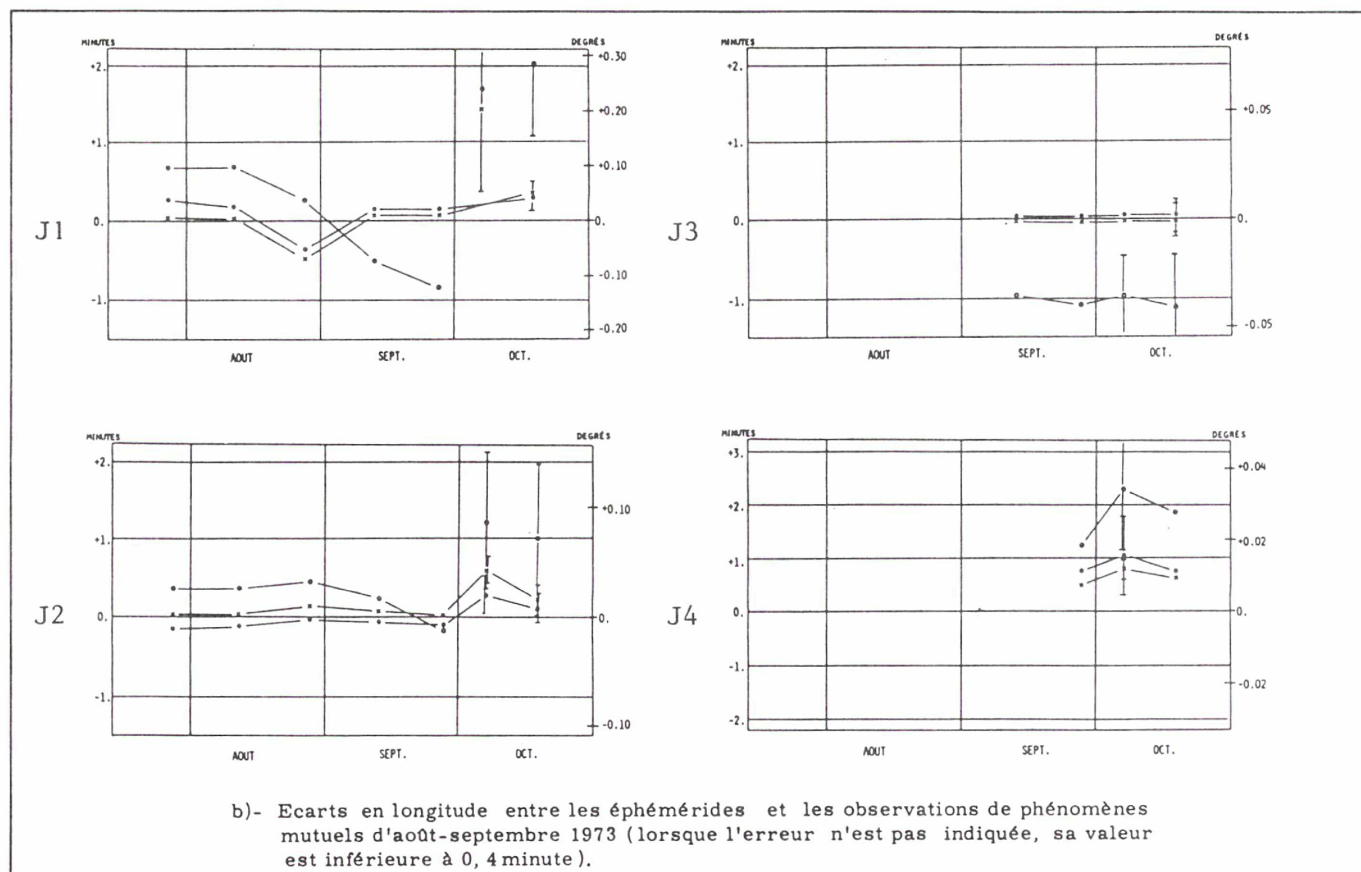 MINUTES
DEGRÉS
+2.
+1.
0.
-1.
+0.30
+0.20
+0.10
0.
-0.10
-0.20
J1
AOUT
SEPT.
OCT.
MINUTES
DEGRÉS
+2.
+1.
0.
-1.
+0.05
0.
-0.05
J3
AOUT
SEPT.
OCT.
MINUTES
DEGRÉS
+2.
+1.
0.
-1.
+0.10
0.
-0.10
J2
AOUT
SEPT.
OCT.
MINUTES
DEGRÉS
+3.
+2.
+1.
0.
-1.
-2.
+0.04
+0.02
0.
-0.02
J4
AOUT
SEPT.
OCT.
b)- Ecarts en longitude entre les éphémérides et les observations de phénomènes
mutuels d'août-septembre 1973 (lorsque l'erreur n'est pas indiquée, sa valeur
est inférieure à 0, 4 minute).